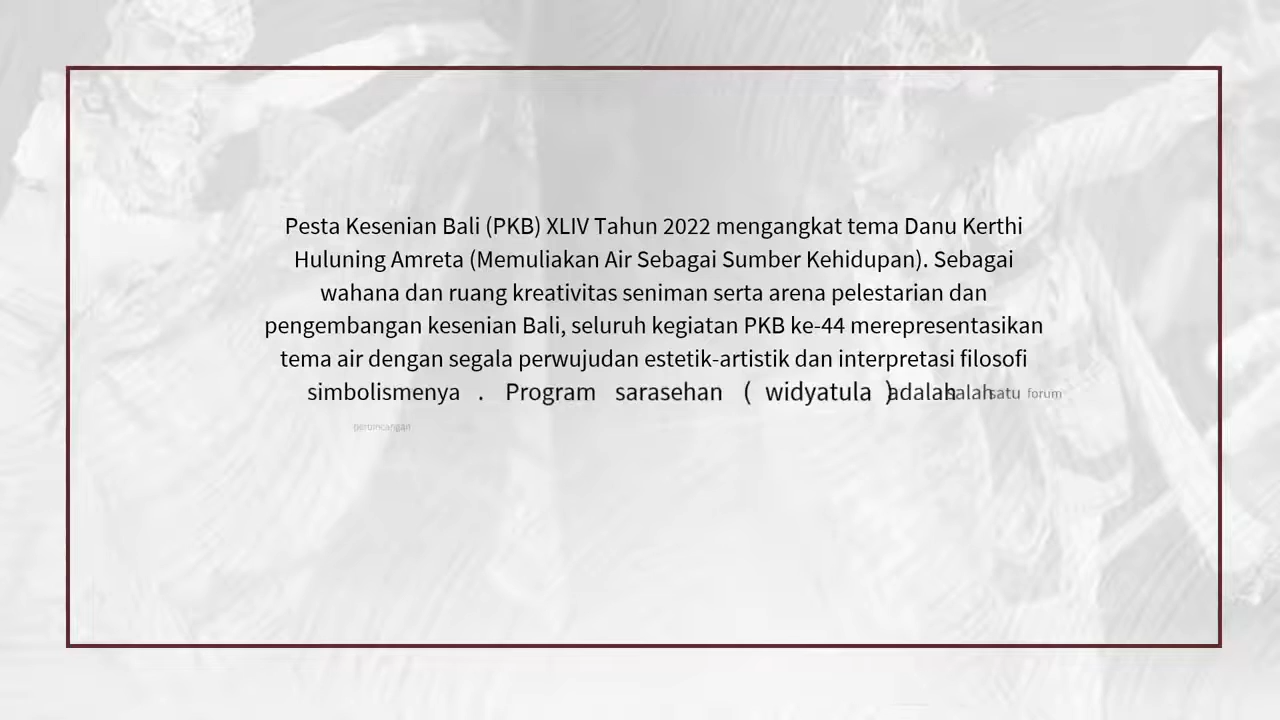 Pesta Kesenian Bali (PKB) XLIV Tahun 2022 mengangkat tema Danu Kerthi
Huluning Amreta (Memuliakan Air Sebagai Sumber Kehidupan). Sebagai
wahana dan ruang kreativitas seniman serta arena pelestarian dan
pengembangan kesenian Bali, seluruh kegiatan PKB ke-44 merepresentasikan
tema air dengan segala perwujudan estetik-artistik dan interpretasi filosofi
simbolismenya . Program sarasehan ( widyatula ) adalah salah satu forum